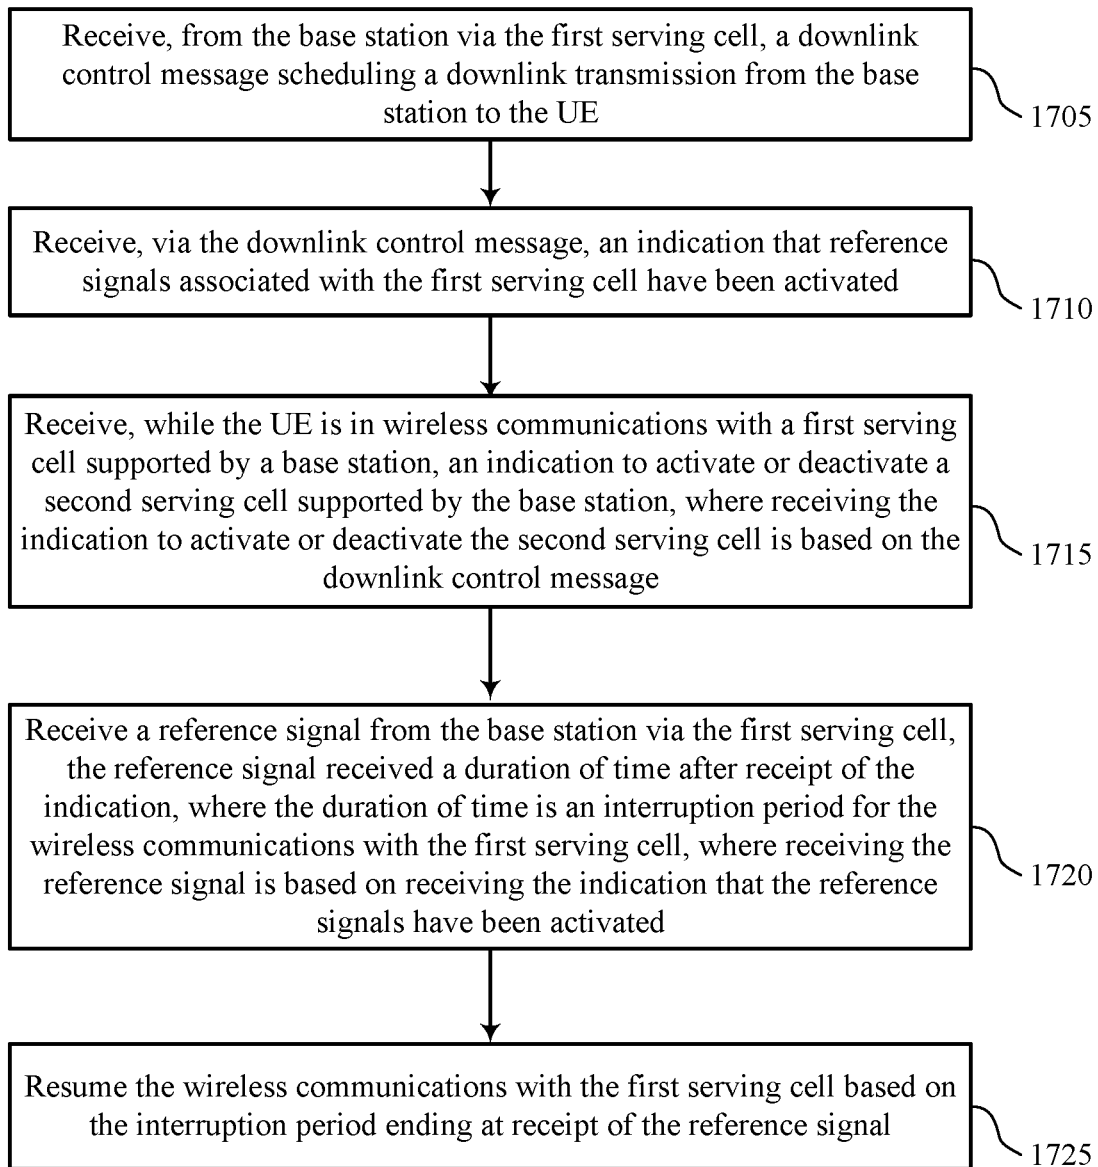 Receive, from the base station via the first serving cell, a downlink
control message scheduling a downlink transmission from the base
station to the UE
1705
Receive, via the downlink control message, an indication that reference
signals associated with the first serving cell have been activated
1710
Receive, while the UE is in wireless communications with a first serving
cell supported by a base station, an indication to activate or deactivate a
second serving cell supported by the base station, where receiving the
indication to activate or deactivate the second serving cell is based on the
downlink control message
1715
Receive a reference signal from the base station via the first serving cell,
the reference signal received a duration of time after receipt of the
indication, where the duration of time is an interruption period for the
wireless communications with the first serving cell, where receiving the
reference signal is based on receiving the indication that the reference
signals have been activated
1720
Resume the wireless communications with the first serving cell based on
the interruption period ending at receipt of the reference signal
1725